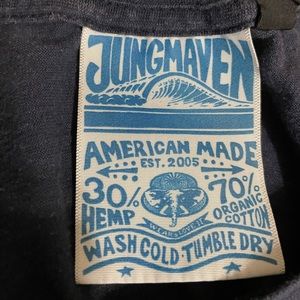 JUNGMAVEN
AMERICAN MADE
EST. 2005
30% 70%
HEMP ORGANIC
COTTON
WASH COLD·TUMBLE DRY